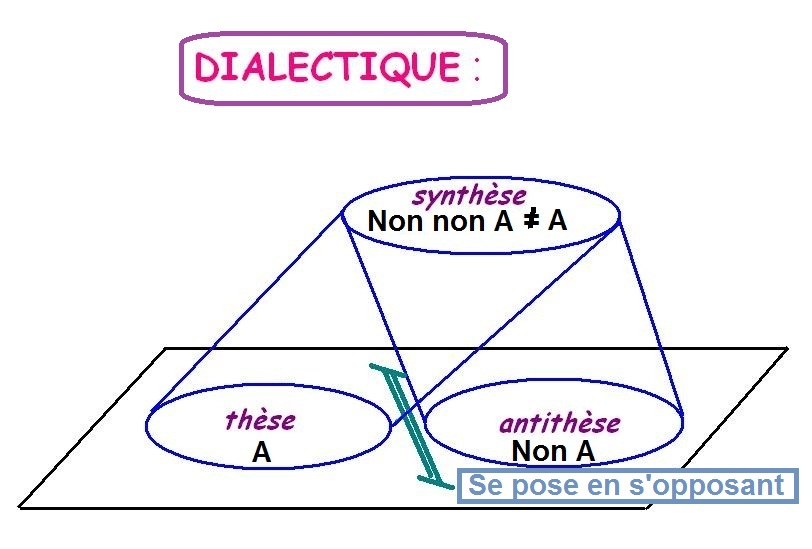 DIALECTIQUE :
synthèse
Non non A ≠ A
thèse
A
antithèse
Non A
Se pose en s'opposant